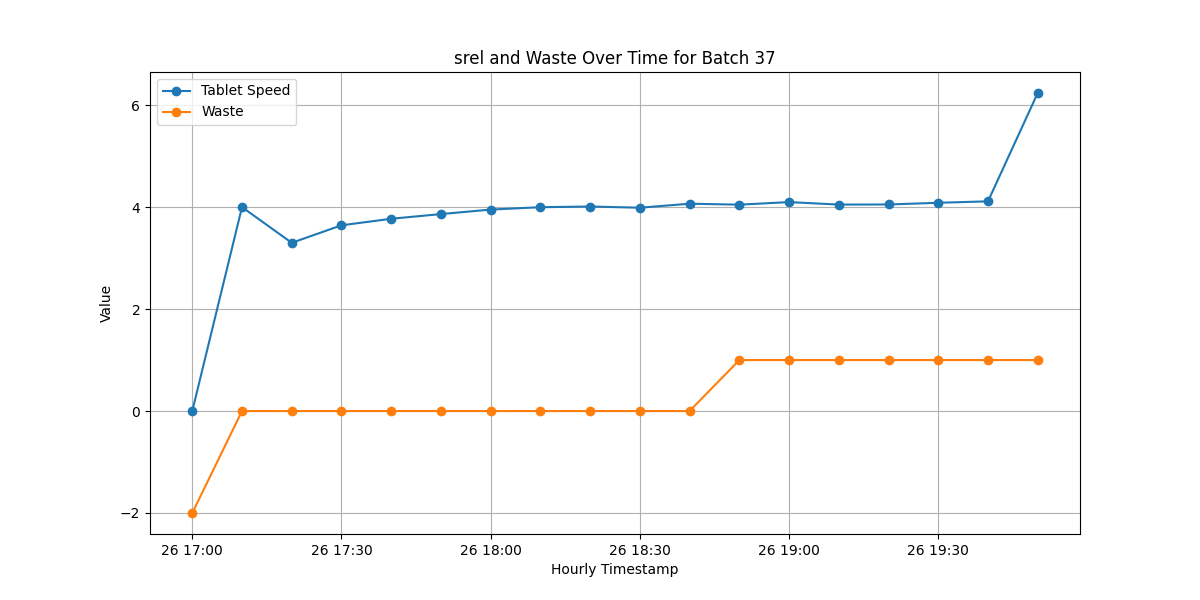 srel and Waste Over Time for Batch 37
Tablet Speed
Waste
6
4
2
0
−2
Value
26 17:00 26 17:30 26 18:00 26 18:30 26 19:00 26 19:30
Hourly Timestamp